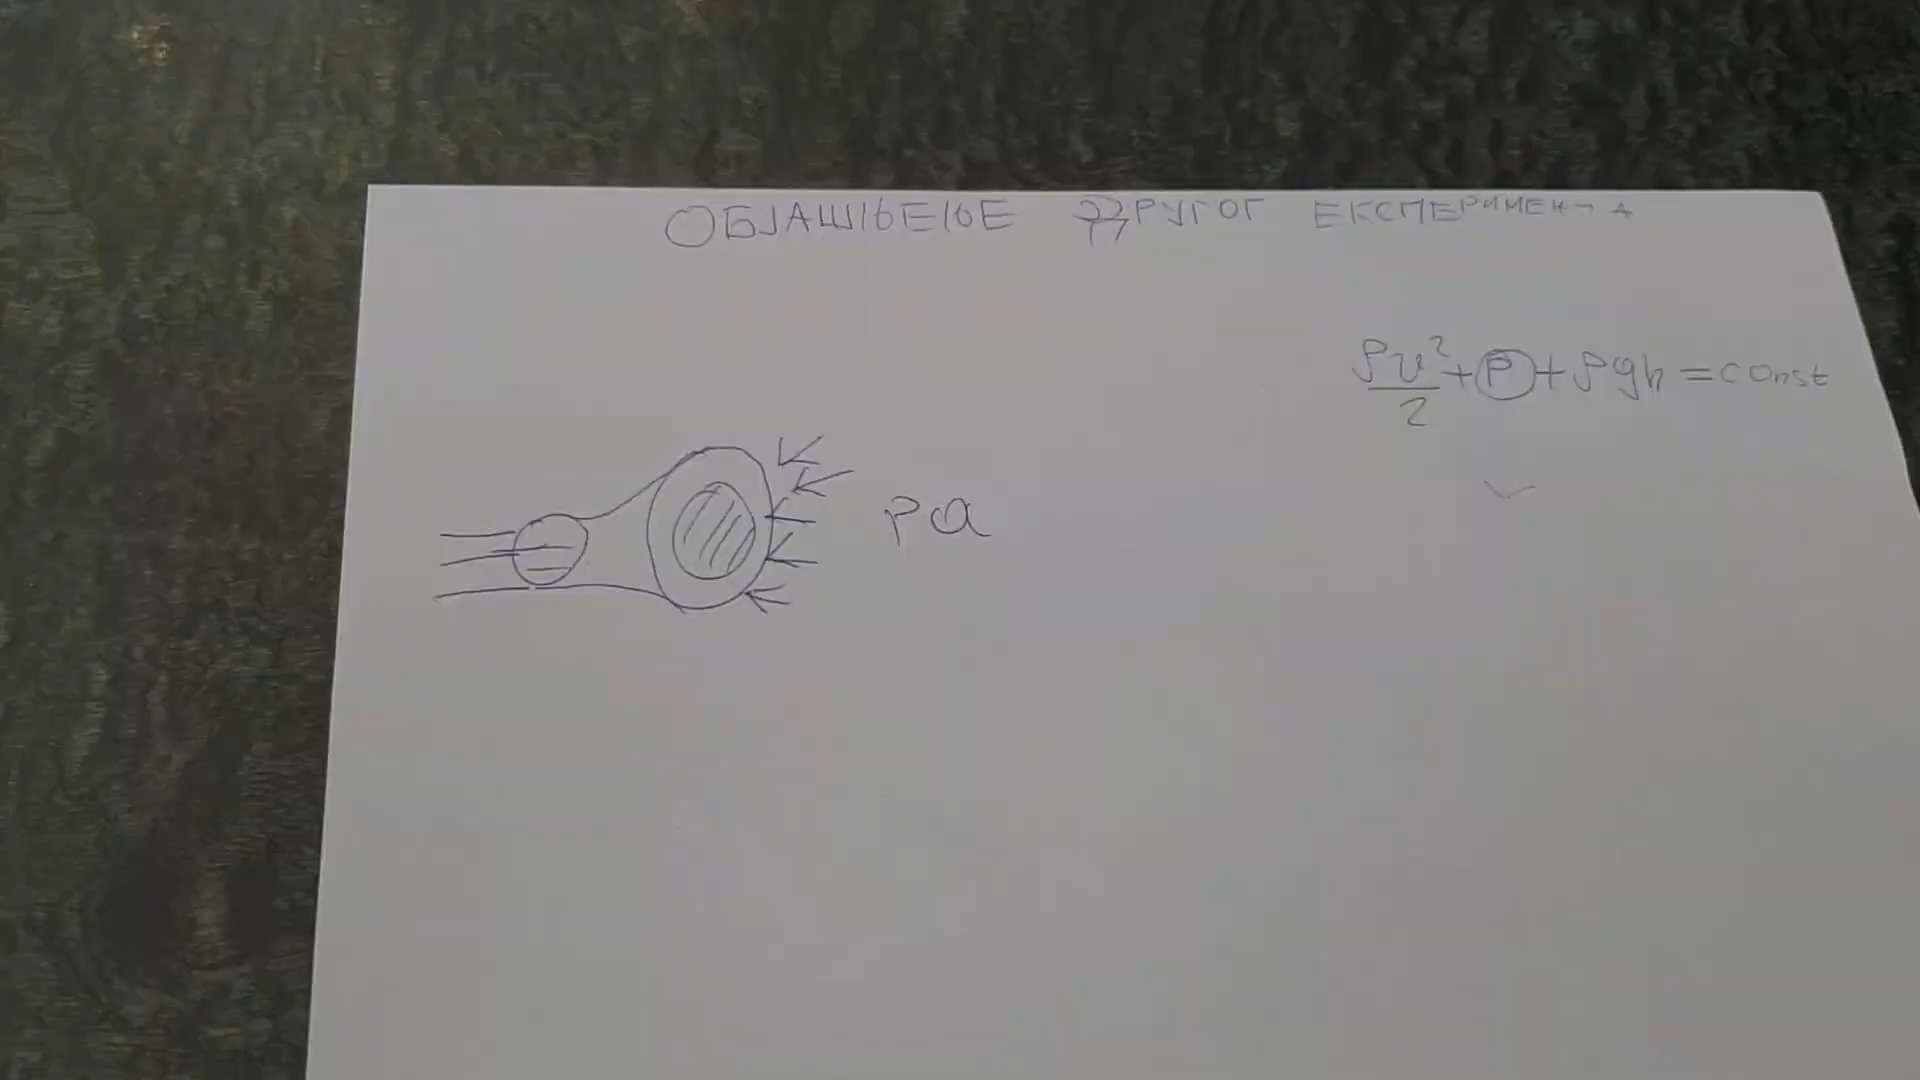 ОБЈАШЊЕЊЕ ДРУГОГ ЕКСПЕРИМЕНТА
ρv²/2 + p + ρgh = const
pa